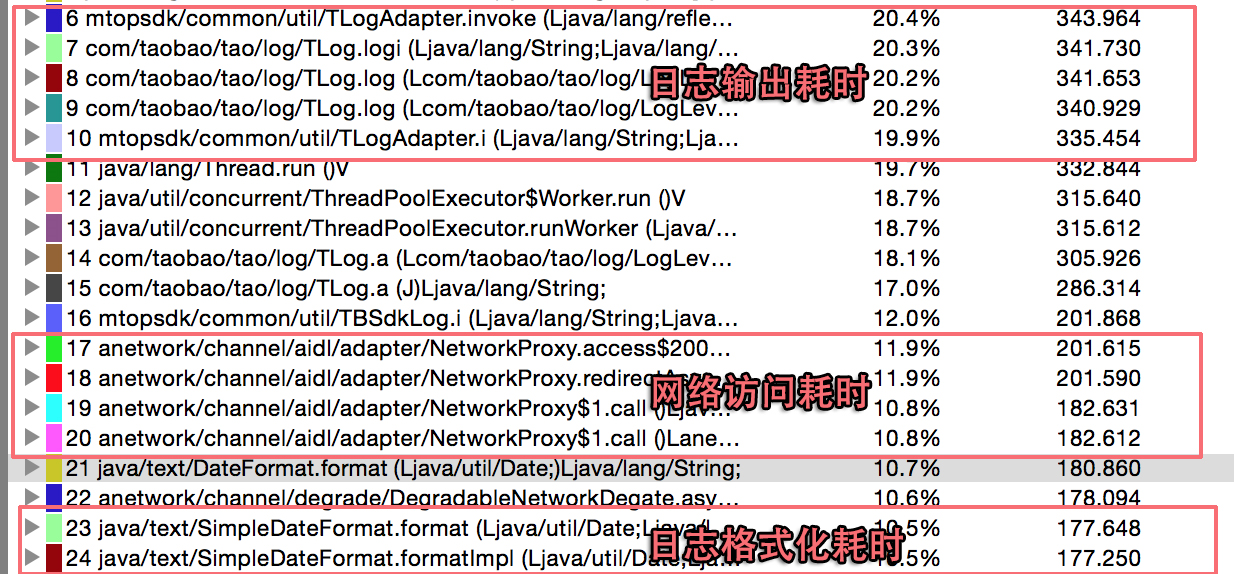 6 mtopsdk/common/util/TLogAdapter.invoke (Ljava/lang/refle... 20.4% 343.964
7 com/taobao/tao/log/TLog.logi (Ljava/lang/String;Ljava/lang/... 20.3% 341.730
8 com/taobao/tao/log/TLog.log (Lcom/taobao/tao/log/L 20.2% 341.653
日志输出耗时
9 com/taobao/tao/log/TLog.log (Lcom/taobao/tao/log/LogLev... 20.2% 340.929
10 mtopsdk/common/util/TLogAdapter.i (Ljava/lang/String;Lja... 19.9% 335.454
11 java/lang/Thread.run ()V 19.7% 332.844
12 java/util/concurrent/ThreadPoolExecutor$Worker.run ()V 18.7% 315.640
13 java/util/concurrent/ThreadPoolExecutor.runWorker (Ljava/... 18.7% 315.612
14 com/taobao/tao/log/TLog.a (Lcom/taobao/tao/log/LogLev... 18.1% 305.926
15 com/taobao/tao/log/TLog.a (J)Ljava/lang/String; 17.0% 286.314
16 mtopsdk/common/util/TBSdkLog.i (Ljava/lang/String;Ljava... 12.0% 201.868
17 anetwork/channel/aidl/adapter/NetworkProxy.access$200... 11.9% 201.615
18 anetwork/channel/aidl/adapter/NetworkProxy.redirect 11.9% 201.590
网络访问耗时
19 anetwork/channel/aidl/adapter/NetworkProxy$1.call ()Ljav... 10.8% 182.631
20 anetwork/channel/aidl/adapter/NetworkProxy$1.call ()Lane... 10.8% 182.612
21 java/text/DateFormat.format (Ljava/util/Date;)Ljava/lang/String; 10.7% 180.860
22 anetwork/channel/degrade/DegradableNetworkDegate.asy... 10.6% 178.094
23 java/text/SimpleDateFormat.format (Ljava/util/Date;Ljava/l 10.5% 177.648
日志格式化耗时
24 java/text/SimpleDateFormat.formatImpl (Ljava/util/Date;Lja... 10.5% 177.250